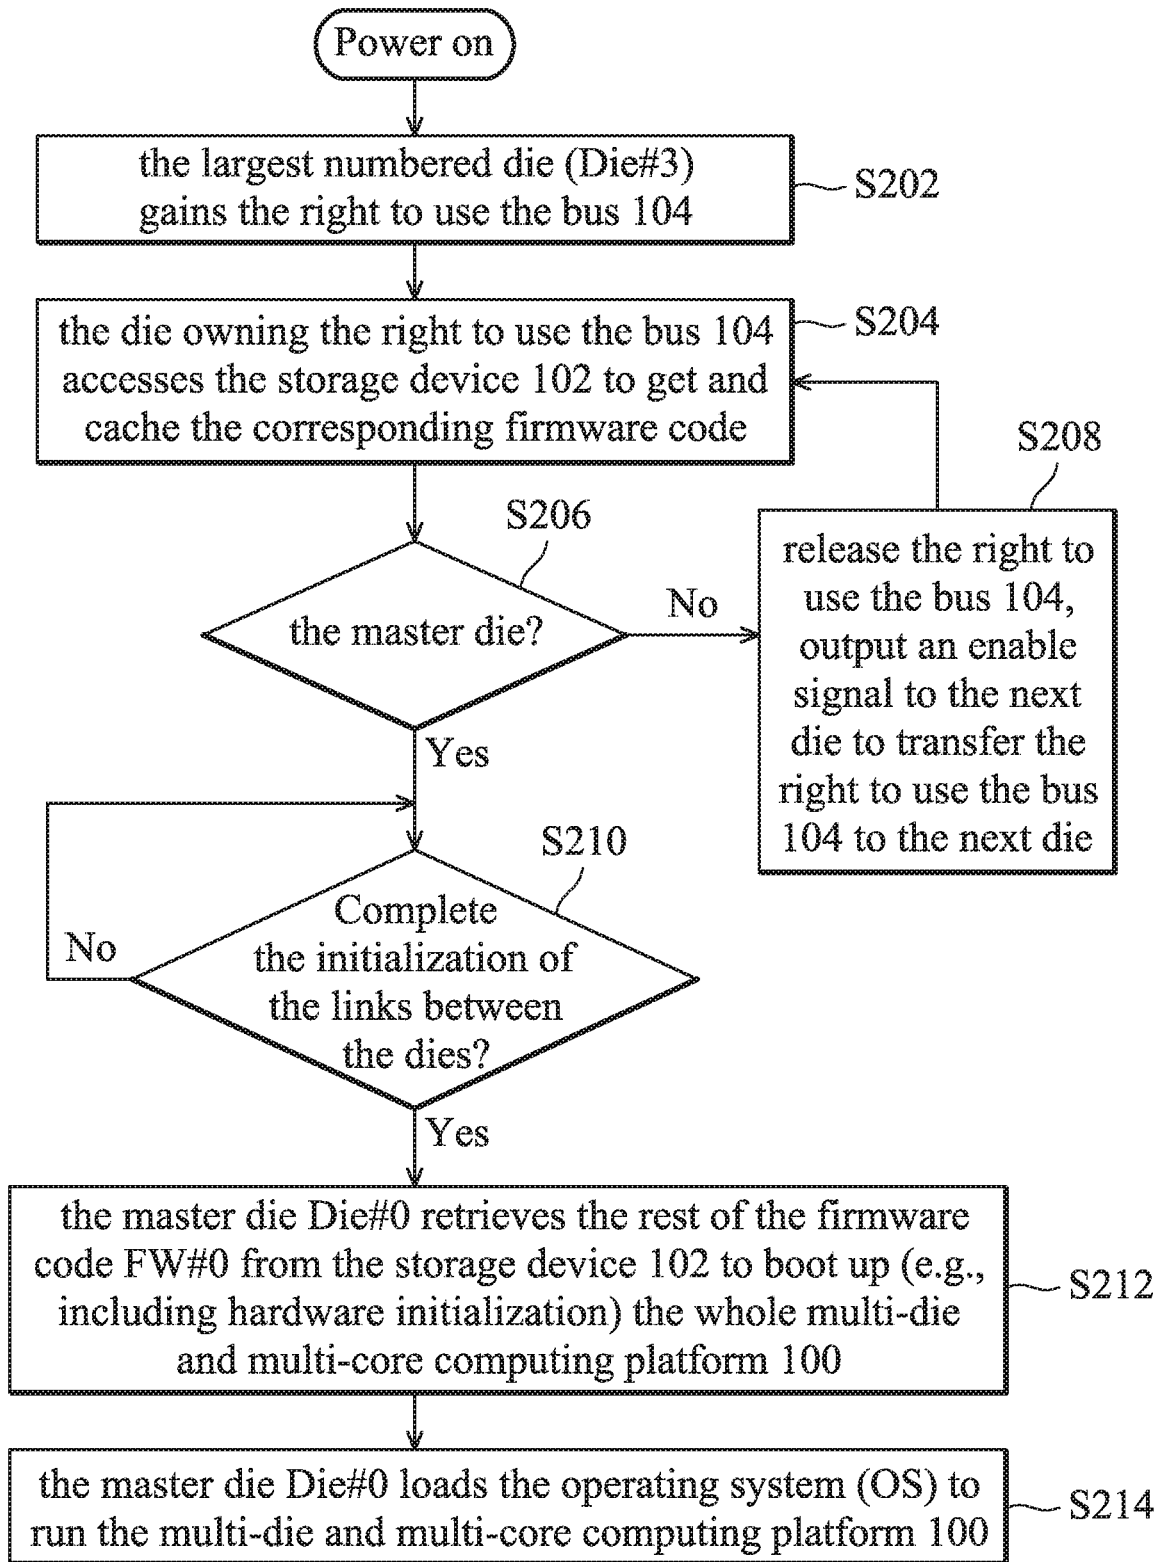 Power on
the largest numbered die (Die#3)
gains the right to use the bus 104
S202
the die owning the right to use the bus 104
accesses the storage device 102 to get and
cache the corresponding firmware code
S204
S206
the master die?
No
Yes
S208
release the right to
use the bus 104,
output an enable
signal to the next
die to transfer the
right to use the bus
104 to the next die
S210
Complete
the initialization of
the links between
the dies?
No
Yes
the master die Die#0 retrieves the rest of the firmware
code FW#0 from the storage device 102 to boot up (e.g.,
including hardware initialization) the whole multi-die
and multi-core computing platform 100
S212
the master die Die#0 loads the operating system (OS) to
run the multi-die and multi-core computing platform 100
S214